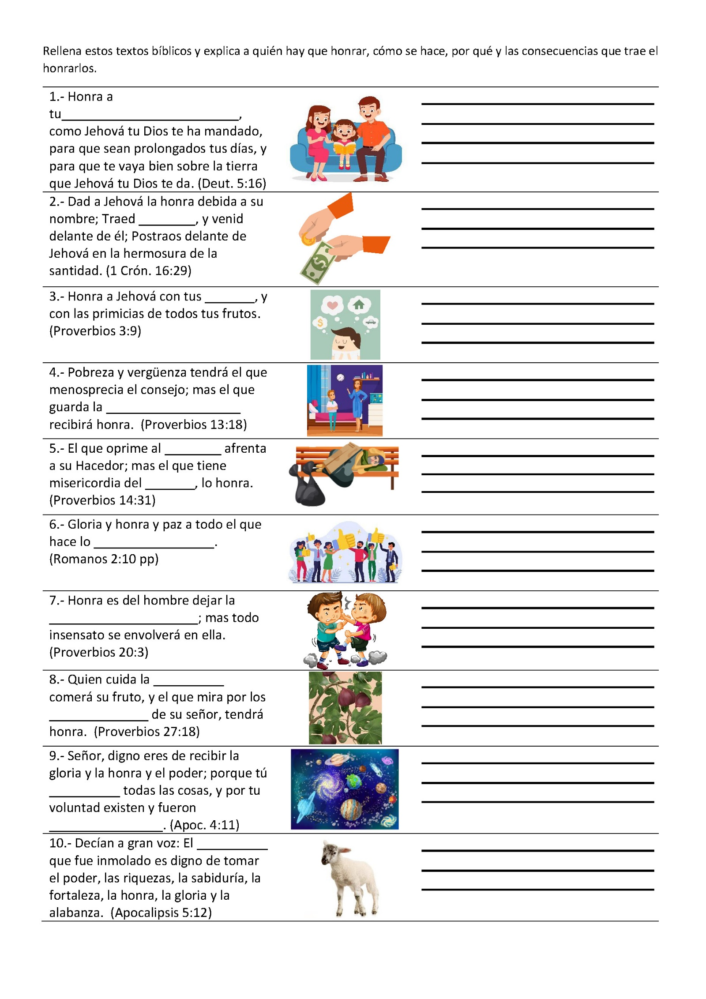 Rellena estos textos bíblicos y explica a quién hay que honrar, cómo se hace, por qué y las consecuencias que trae el
honrarlos.
1.- Honra a
tu_________________________,
como Jehová tu Dios te ha mandado,
para que sean prolongados tus días, y
para que te vaya bien sobre la tierra
que Jehová tu Dios te da. (Deut. 5:16)
2.- Dad a Jehová la honra debida a su
nombre; Traed ________, y venid
delante de él; Postraos delante de
Jehová en la hermosura de la
santidad. (1 Crón. 16:29)
3.- Honra a Jehová con tus _______, y
con las primicias de todos tus frutos.
(Proverbios 3:9)
4.- Pobreza y vergüenza tendrá el que
menosprecia el consejo; mas el que
guarda la ___________________
recibirá honra.  (Proverbios 13:18)
5.- El que oprime al ________ afrenta
a su Hacedor; mas el que tiene
misericordia del _______, lo honra.
(Proverbios 14:31)
6.- Gloria y honra y paz a todo el que
hace lo _________________.
(Romanos 2:10 pp)
7.- Honra es del hombre dejar la
_____________________; mas todo
insensato se envolverá en ella.
(Proverbios 20:3)
8.- Quien cuida la __________
comerá su fruto, y el que mira por los
______________ de su señor, tendrá
honra.  (Proverbios 27:18)
9.- Señor, digno eres de recibir la
gloria y la honra y el poder; porque tú
__________ todas las cosas, y por tu
voluntad existen y fueron
________________. (Apoc. 4:11)
10.- Decían a gran voz: El __________
que fue inmolado es digno de tomar
el poder, las riquezas, la sabiduría, la
fortaleza, la honra, la gloria y la
alabanza.  (Apocalipsis 5:12)